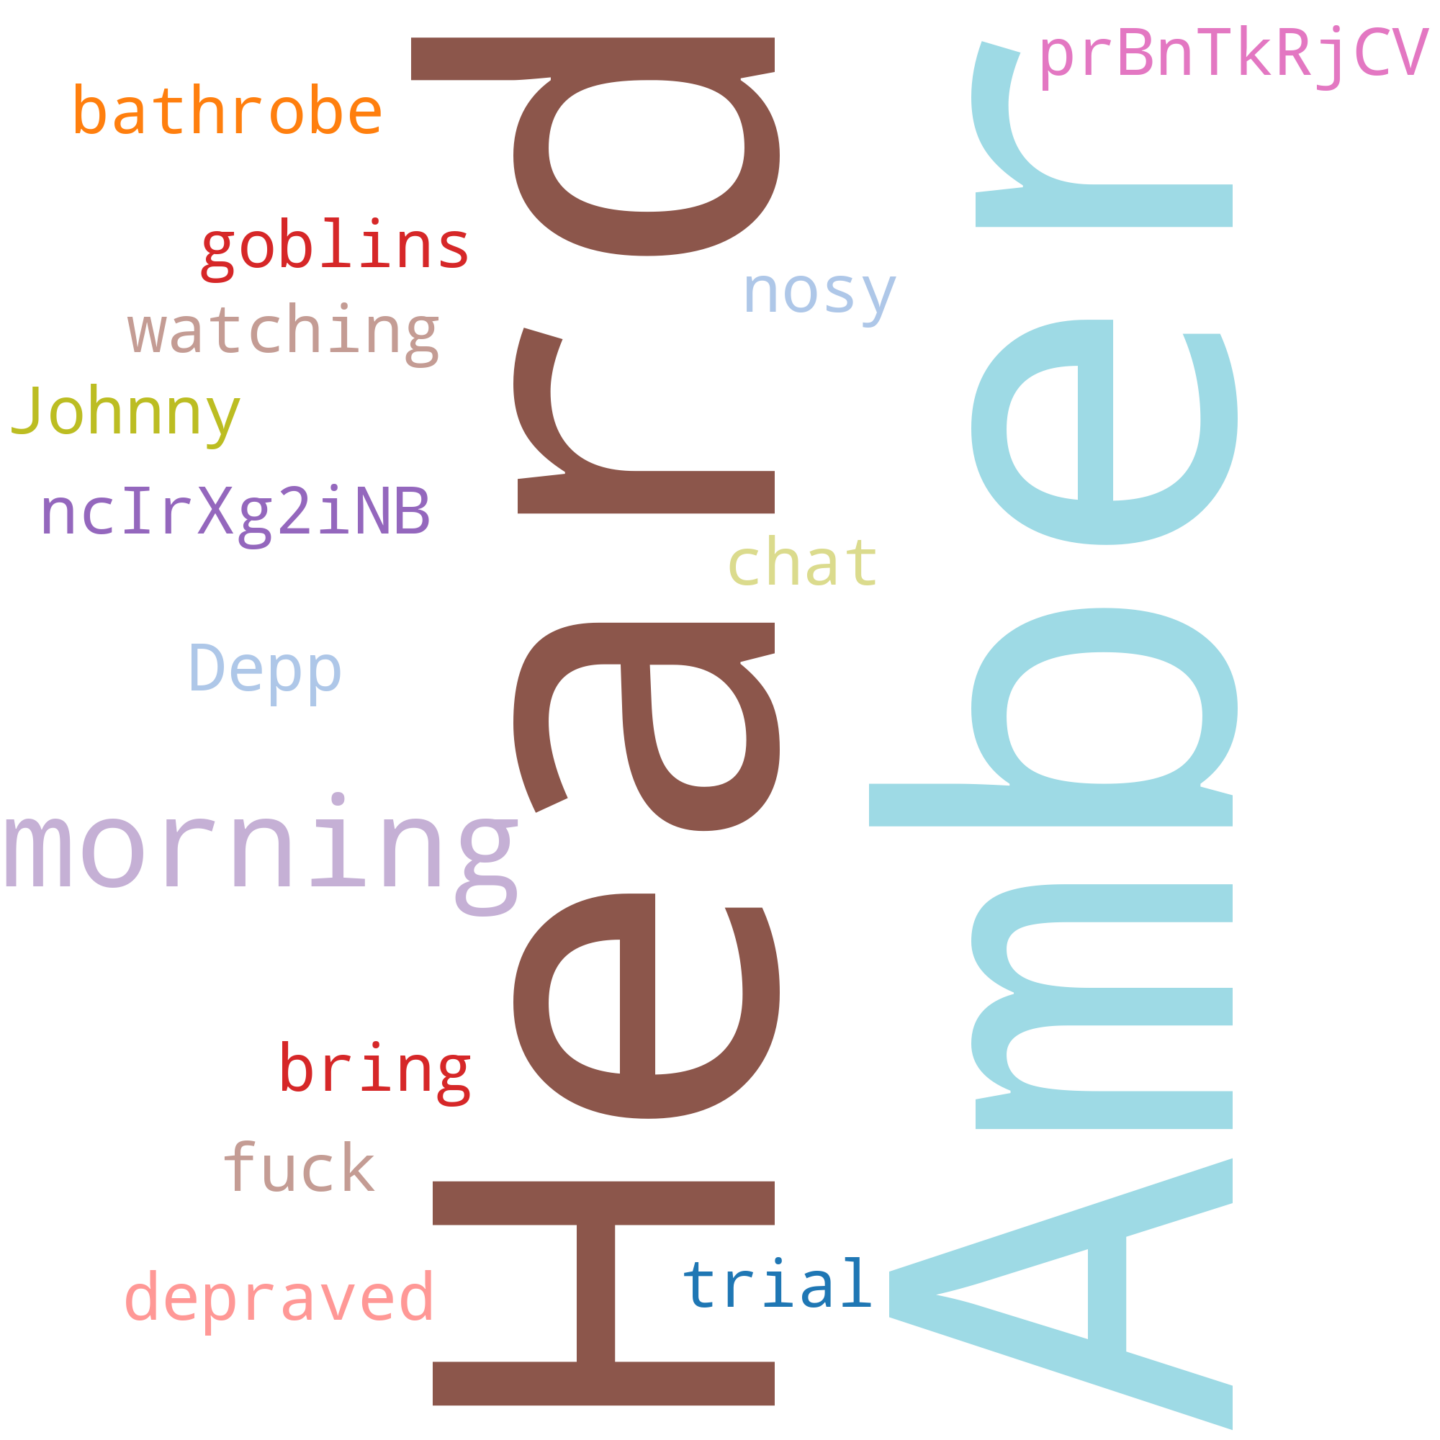 prBnTkRjCV
bathrobe
goblins
nosy
watching
Johnny
ncIrXg2iNB
chat
Depp
morning
Heard
Amber
bring
fuck
trial
depraved